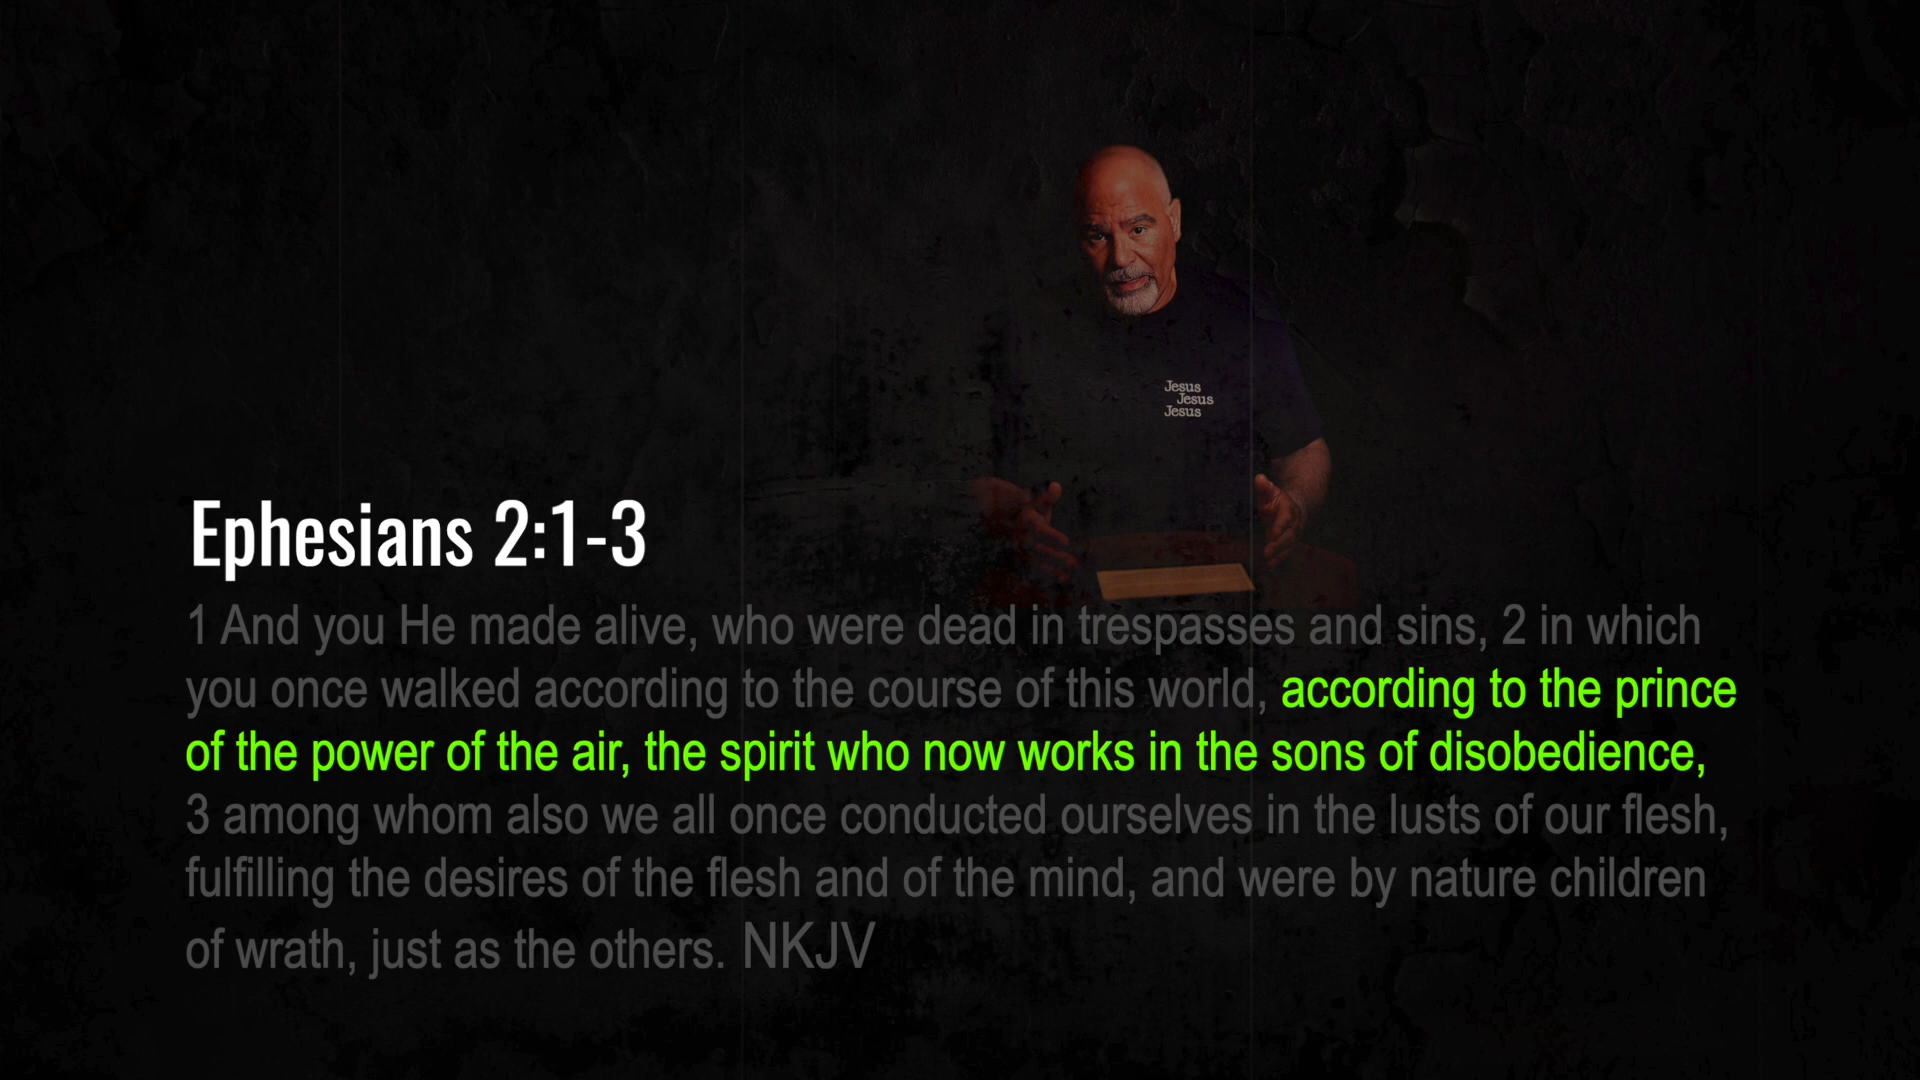 Jesus
Jesus
Jesus
Ephesians 2:1-3
1 And you He made alive, who were dead in trespasses and sins, 2 in which
you once walked according to the course of this world, according to the prince
of the power of the air, the spirit who now works in the sons of disobedience,
3 among whom also we all once conducted ourselves in the lusts of our flesh,
fulfilling the desires of the flesh and of the mind, and were by nature children
of wrath, just as the others. NKJV